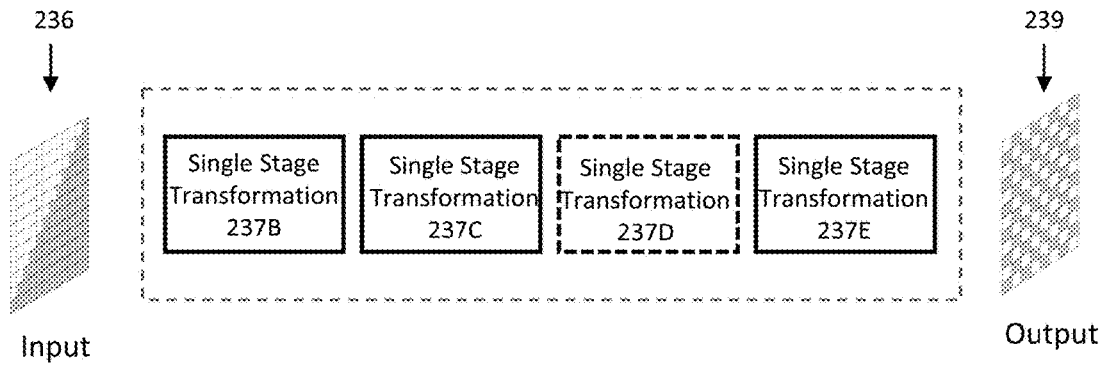 236
239
Single Stage
Transformation
237B
Single Stage
Transformation
237C
Single Stage
Transformation
237D
Single Stage
Transformation
237E
Input
Output